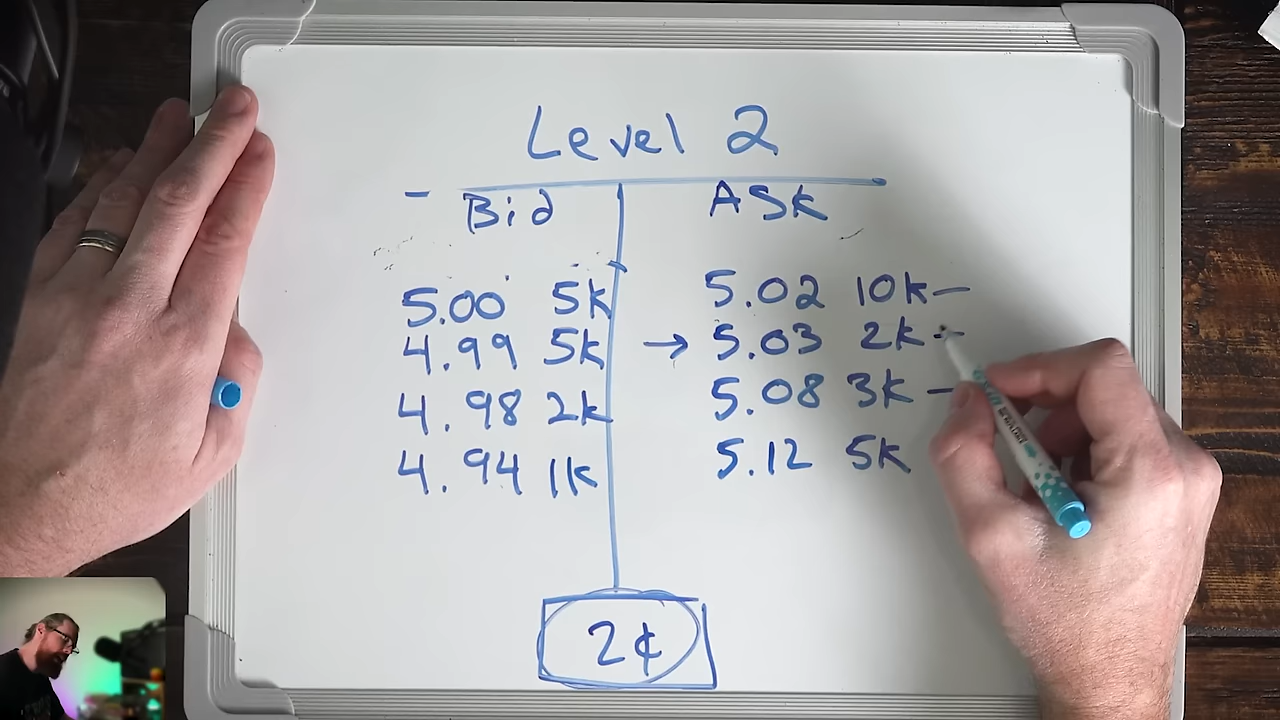 Level 2
- Bid ASK
5.00 5k 5.02 10k-
4.99 5k → 5.03 2k-
4.98 2k 5.08 3k-
4.94 1k 5.12 5k
2¢